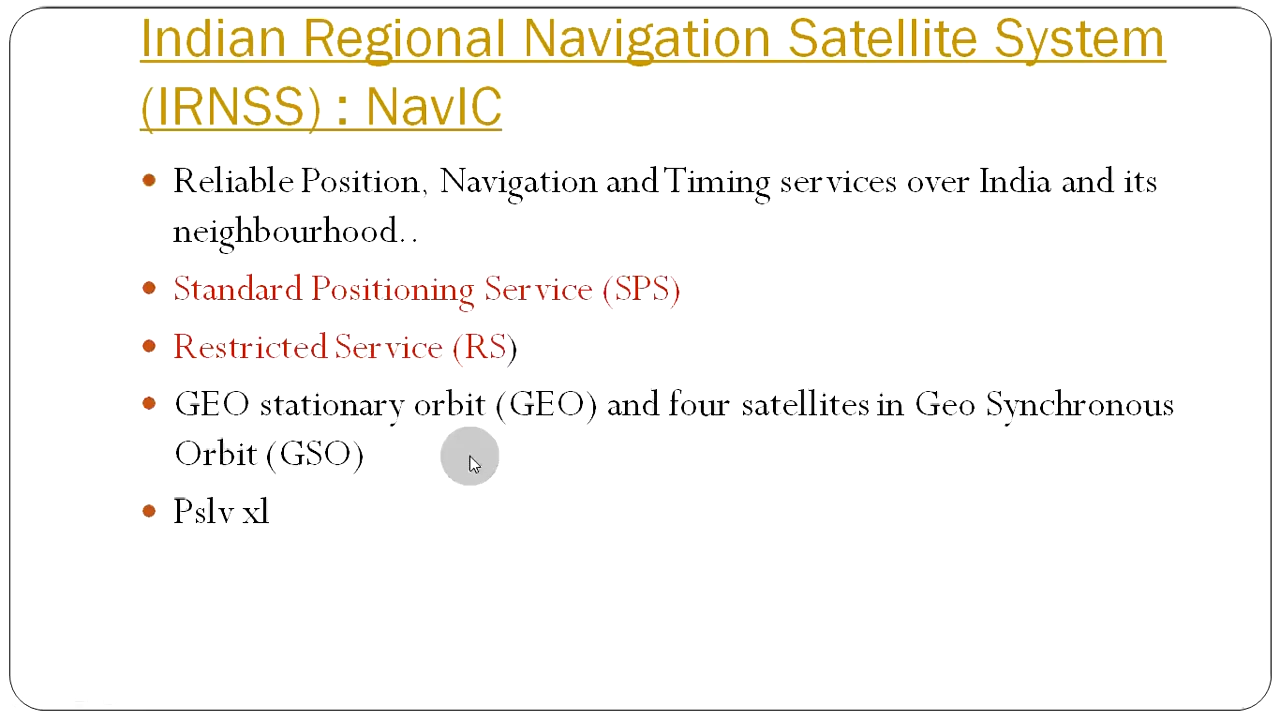 Indian Regional Navigation Satellite System
(IRNSS) : NavIC
Reliable Position, Navigation and Timing services over India and its
neighbourhood. .
Standard Positioning Service (SPS)
Restricted Service (RS)
GEO stationary orbit (GEO) and four satellites in Geo Synchronous
Orbit (GSO)
Pslv xl